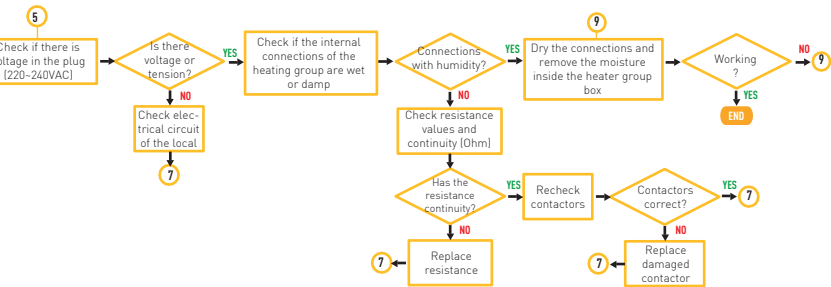 5
9
Check if there is
voltage in the plug
(220~240VAC)
Is there
voltage or
tension?
YES
NO
Check if the internal
connections of the
heating group are wet
or damp
Connections
with humidity?
YES
NO
Dry the connections and
remove the moisture
inside the heater group
box
Working
?
NO
9
YES
END
Check elec-
trical circuit
of the local
7
Check resistance
values and
continuity (Ohm)
Has the
resistance
continuity?
YES
NO
Recheck
contactors
Contactors
correct?
YES
7
NO
7
Replace
resistance
7
Replace
damaged
contactor